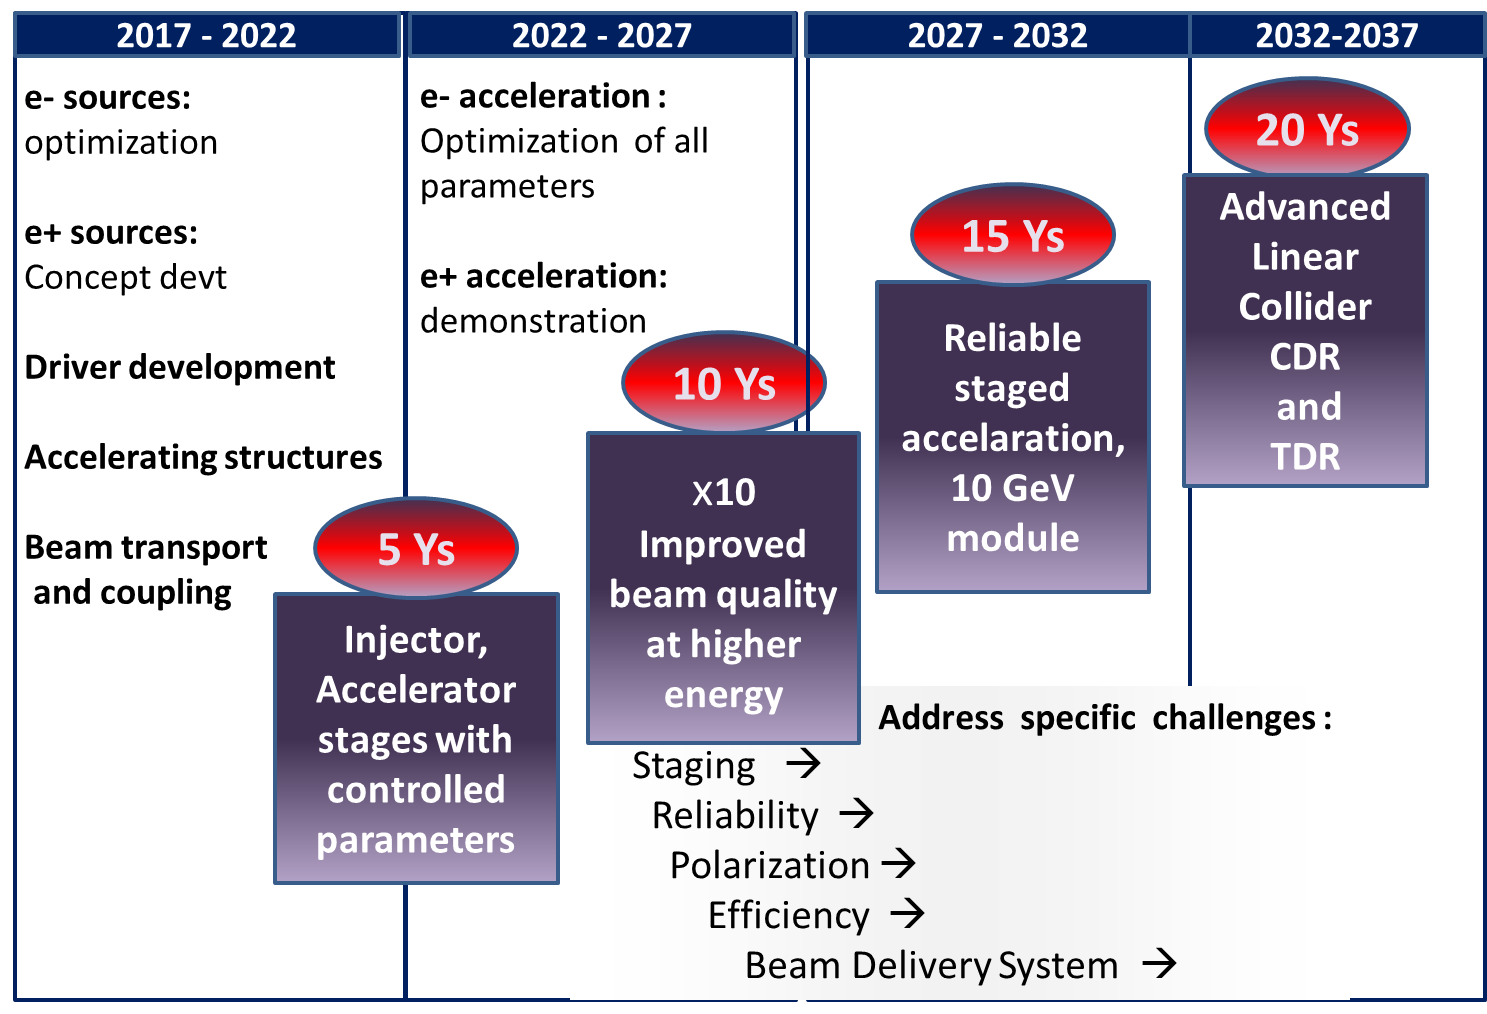 2017 - 2022
2022 - 2027
2027 - 2032
2032-2037
e- sources:
optimization
e+ sources:
Concept devt
Driver development
Accelerating structures
Beam transport
and coupling
5 Ys
Injector,
Accelerator
stages with
controlled
parameters
e- acceleration :
Optimization of all
parameters
e+ acceleration:
demonstration
10 Ys
X10
Improved
beam quality
at higher
energy
15 Ys
Reliable
staged
accelaration,
10 GeV
module
20 Ys
Advanced
Linear
Collider
CDR
and
TDR
Address specific challenges :
Staging →
Reliability →
Polarization →
Efficiency →
Beam Delivery System →